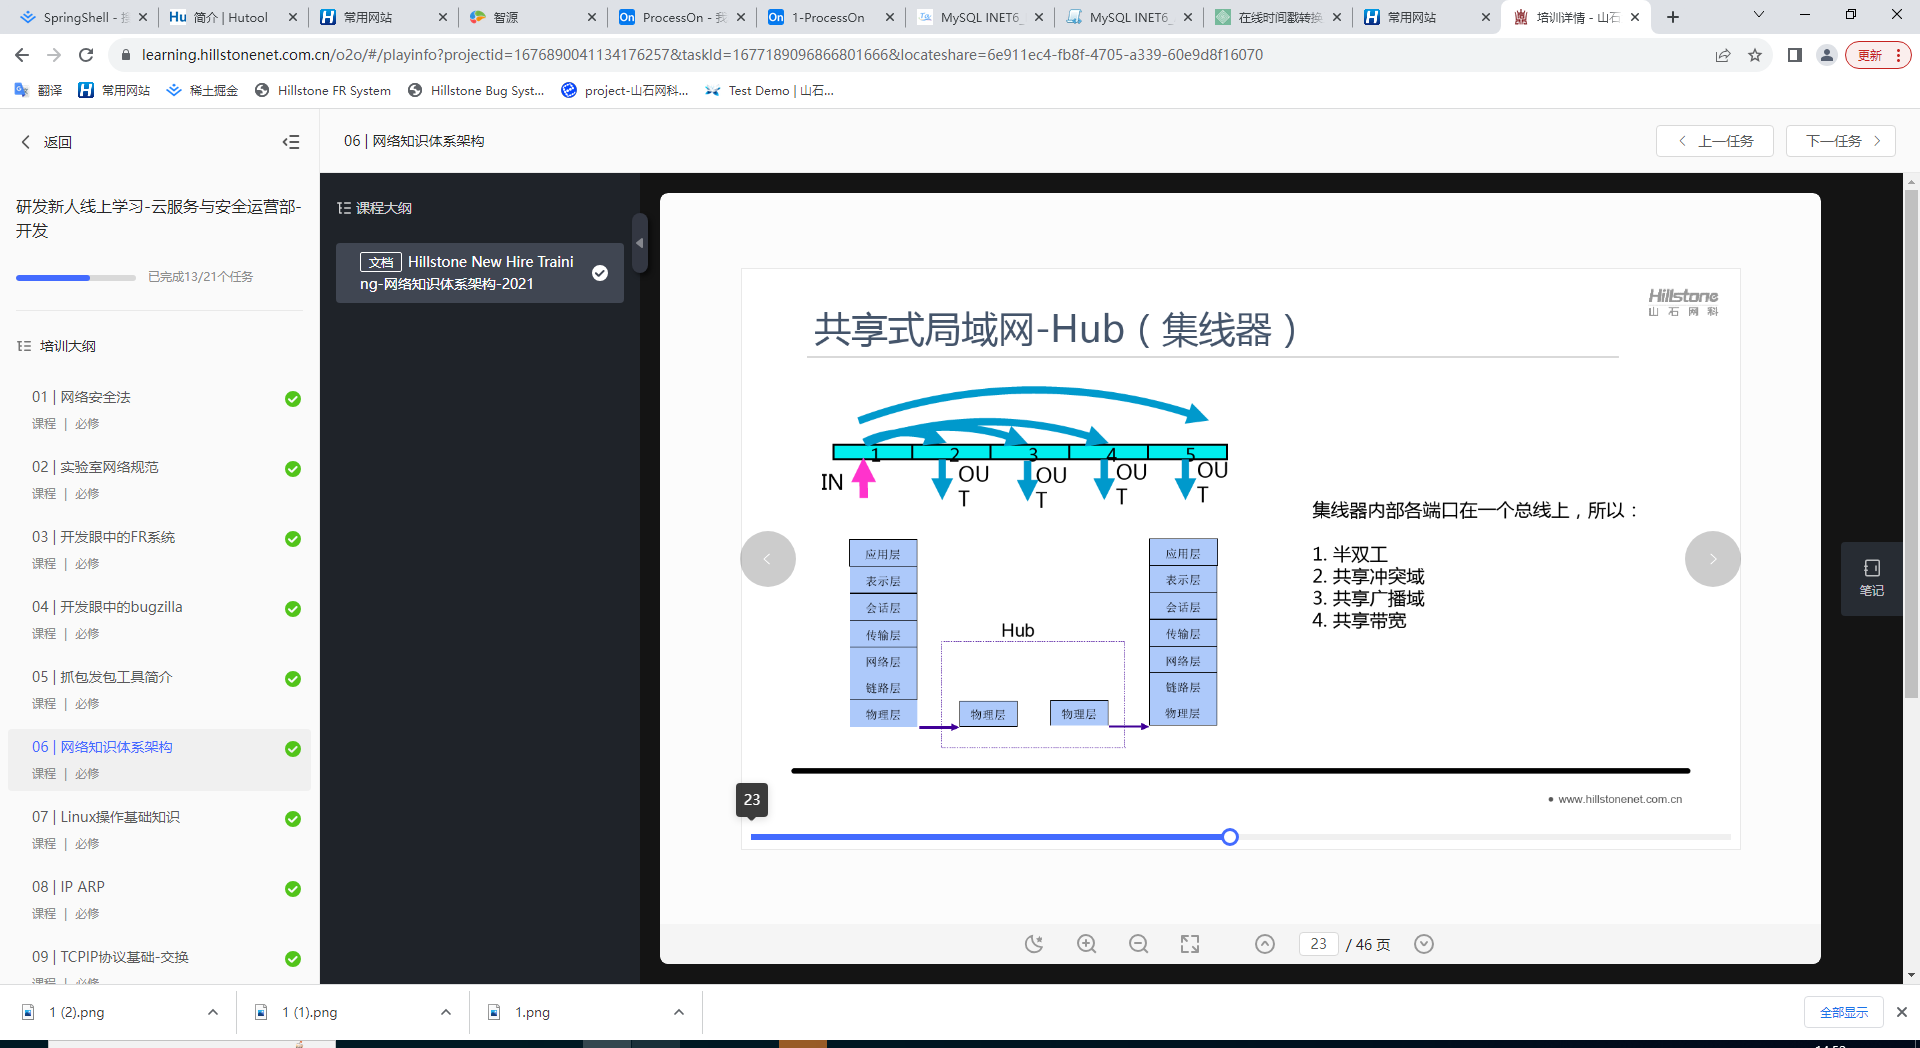 SpringShell - 搜
简介 | Hutool
常用网站
智源
ProcessOn - 我
1-ProcessOn
MySQL INET6_
MySQL INET6_
在线时间戳转换
常用网站
培训详情 - 山石
learning.hillstonenet.com.cn/o2o/#/playinfo?projectid=1676890041134176257&taskId=1677189096866801666&locateshare=6e911ec4-fb8f-4705-a339-60e9d8f16070
更新
翻译
常用网站
稀土掘金
Hillstone FR System
Hillstone Bug Syst...
project-山石网科...
Test Demo | 山石...
返回
06 | 网络知识体系架构
上一任务
下一任务
研发新人线上学习-云服务与安全运营部-
开发
已完成13/21个任务
培训大纲
01 | 网络安全法
课程 | 必修
02 | 实验室网络规范
课程 | 必修
03 | 开发眼中的FR系统
课程 | 必修
04 | 开发眼中的bugzilla
课程 | 必修
05 | 抓包发包工具简介
课程 | 必修
06 | 网络知识体系架构
课程 | 必修
07 | Linux操作基础知识
课程 | 必修
08 | IP ARP
课程 | 必修
09 | TCPIP协议基础-交换
课程 | 必修
课程大纲
文档 Hillstone New Hire Traini
ng-网络知识体系架构-2021
Hillstone
山石网科
共享式局域网-Hub（集线器）
1 2 3 4 5
IN
OU
T
OU
T
OU
T
OU
T
集线器内部各端口在一个总线上，所以：
1. 半双工
2. 共享冲突域
3. 共享广播域
4. 共享带宽
应用层
表示层
会话层
传输层
网络层
链路层
物理层
Hub
物理层
物理层
应用层
表示层
会话层
传输层
网络层
链路层
物理层
• www.hillstonenet.com.cn
23
23 / 46 页
笔记
1 (2).png
1 (1).png
1.png
全部显示